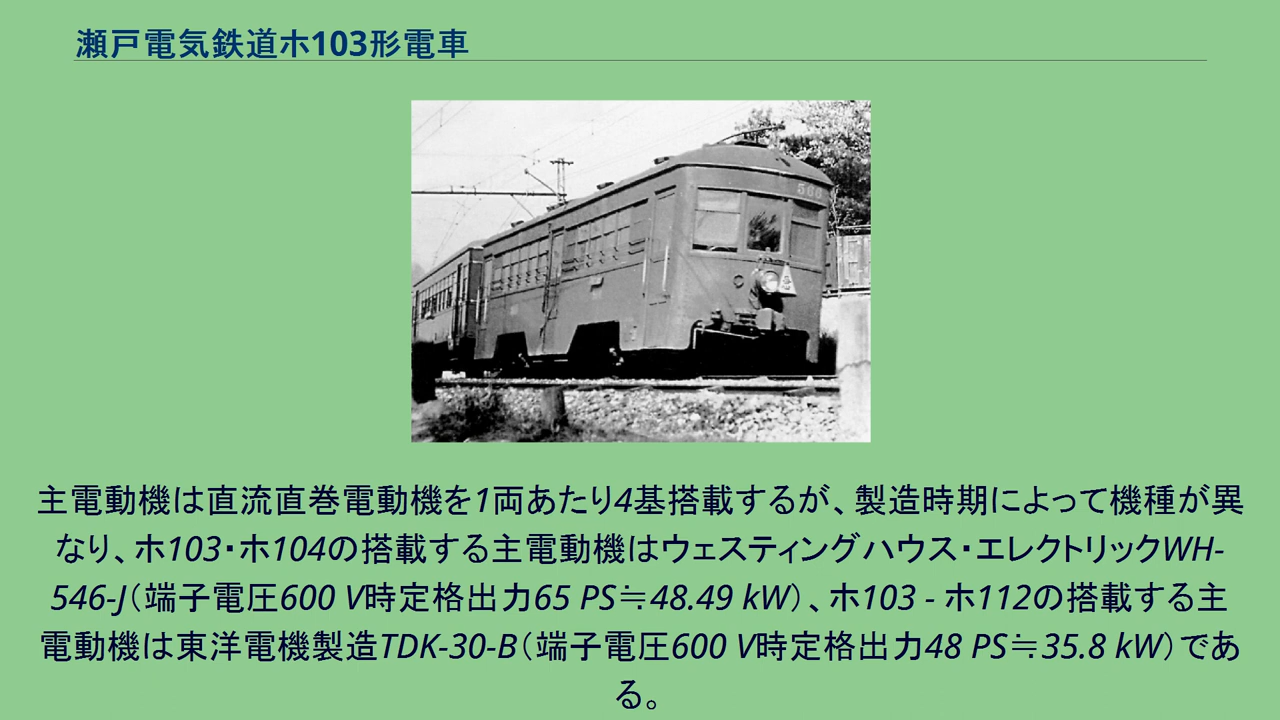 瀬戸電気鉄道ホ103形電車
主電動機は直流直巻電動機を1両あたり4基搭載するが、製造時期によって機種が異
なり、ホ103・ホ104の搭載する主電動機はウェスティングハウス・エレクトリックWH-
546-J（端子電圧600 V時定格出力65 PS≒48.49 kW）、ホ103 - ホ112の搭載する主
電動機は東洋電機製造TDK-30-B（端子電圧600 V時定格出力48 PS≒35.8 kW）であ
る。